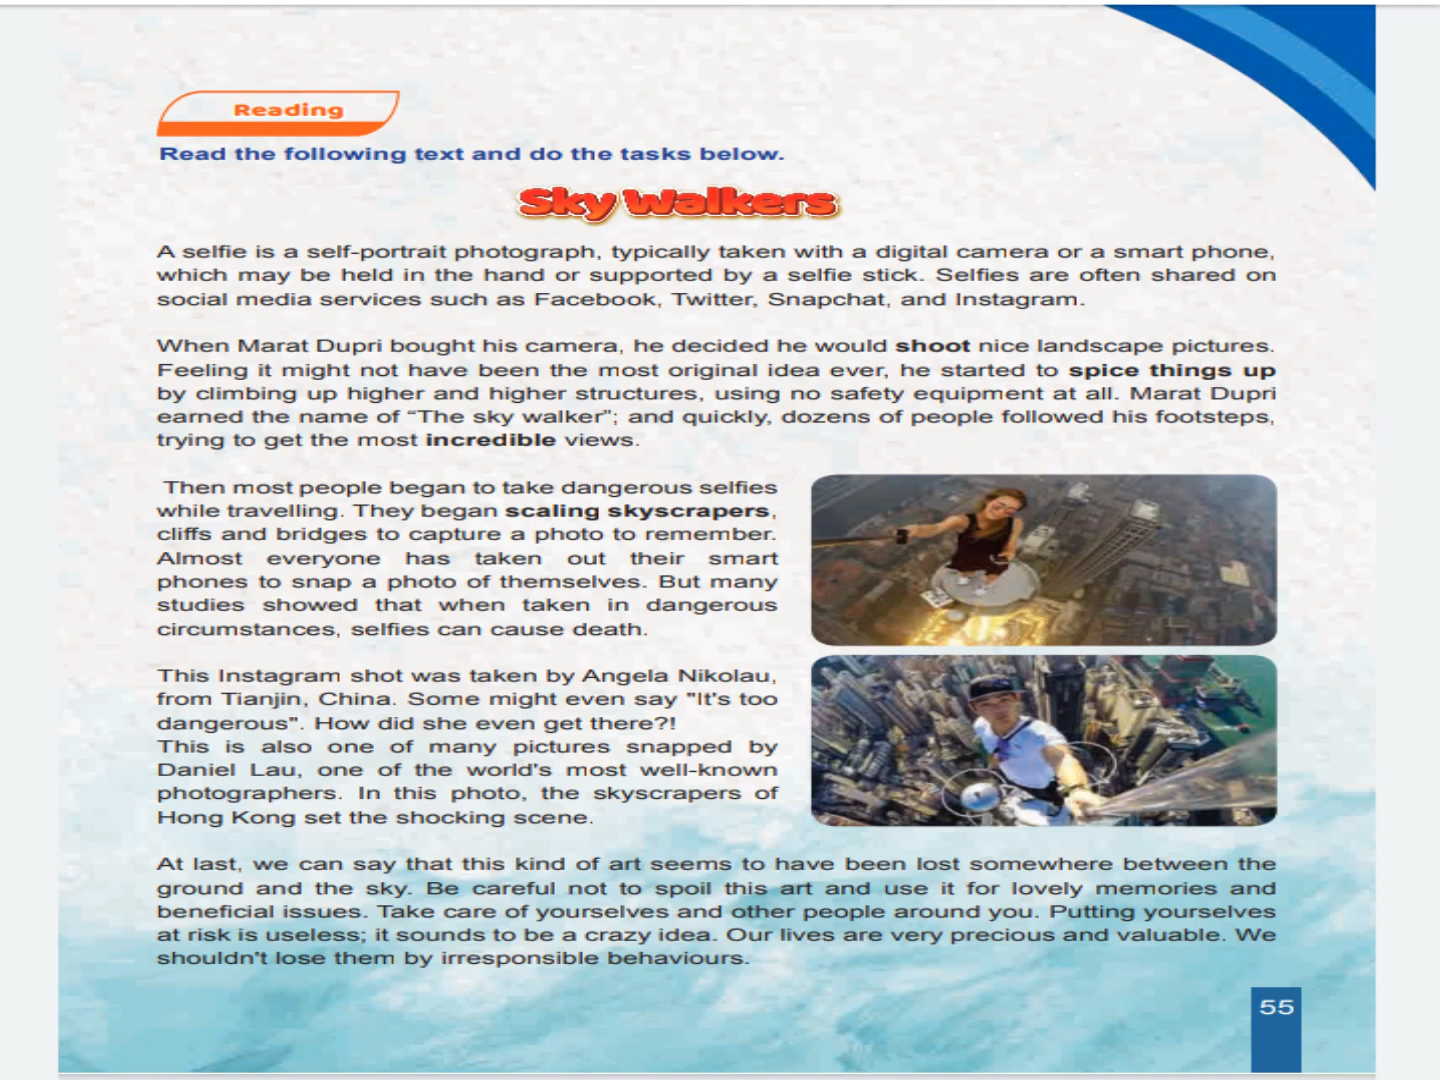 Reading
Read the following text and do the tasks below.
Sky Walkers
A selfie is a self-portrait photograph, typically taken with a digital camera or a smart phone,
which may be held in the hand or supported by a selfie stick. Selfies are often shared on
social media services such as Facebook, Twitter, Snapchat, and Instagram.
When Marat Dupri bought his camera, he decided he would shoot nice landscape pictures.
Feeling it might not have been the most original idea ever, he started to spice things up
by climbing up higher and higher structures, using no safety equipment at all. Marat Dupri
earned the name of “The sky walker”; and quickly, dozens of people followed his footsteps,
trying to get the most incredible views.
Then most people began to take dangerous selfies
while travelling. They began scaling skyscrapers,
cliffs and bridges to capture a photo to remember.
Almost everyone has taken out their smart
phones to snap a photo of themselves. But many
studies showed that when taken in dangerous
circumstances, selfies can cause death.
This Instagram shot was taken by Angela Nikolau,
from Tianjin, China. Some might even say "It's too
dangerous". How did she even get there?!
This is also one of many pictures snapped by
Daniel Lau, one of the world's most well-known
photographers. In this photo, the skyscrapers of
Hong Kong set the shocking scene.
At last, we can say that this kind of art seems to have been lost somewhere between the
ground and the sky. Be careful not to spoil this art and use it for lovely memories and
beneficial issues. Take care of yourselves and other people around you. Putting yourselves
at risk is useless; it sounds to be a crazy idea. Our lives are very precious and valuable. We
shouldn't lose them by irresponsible behaviours.
55